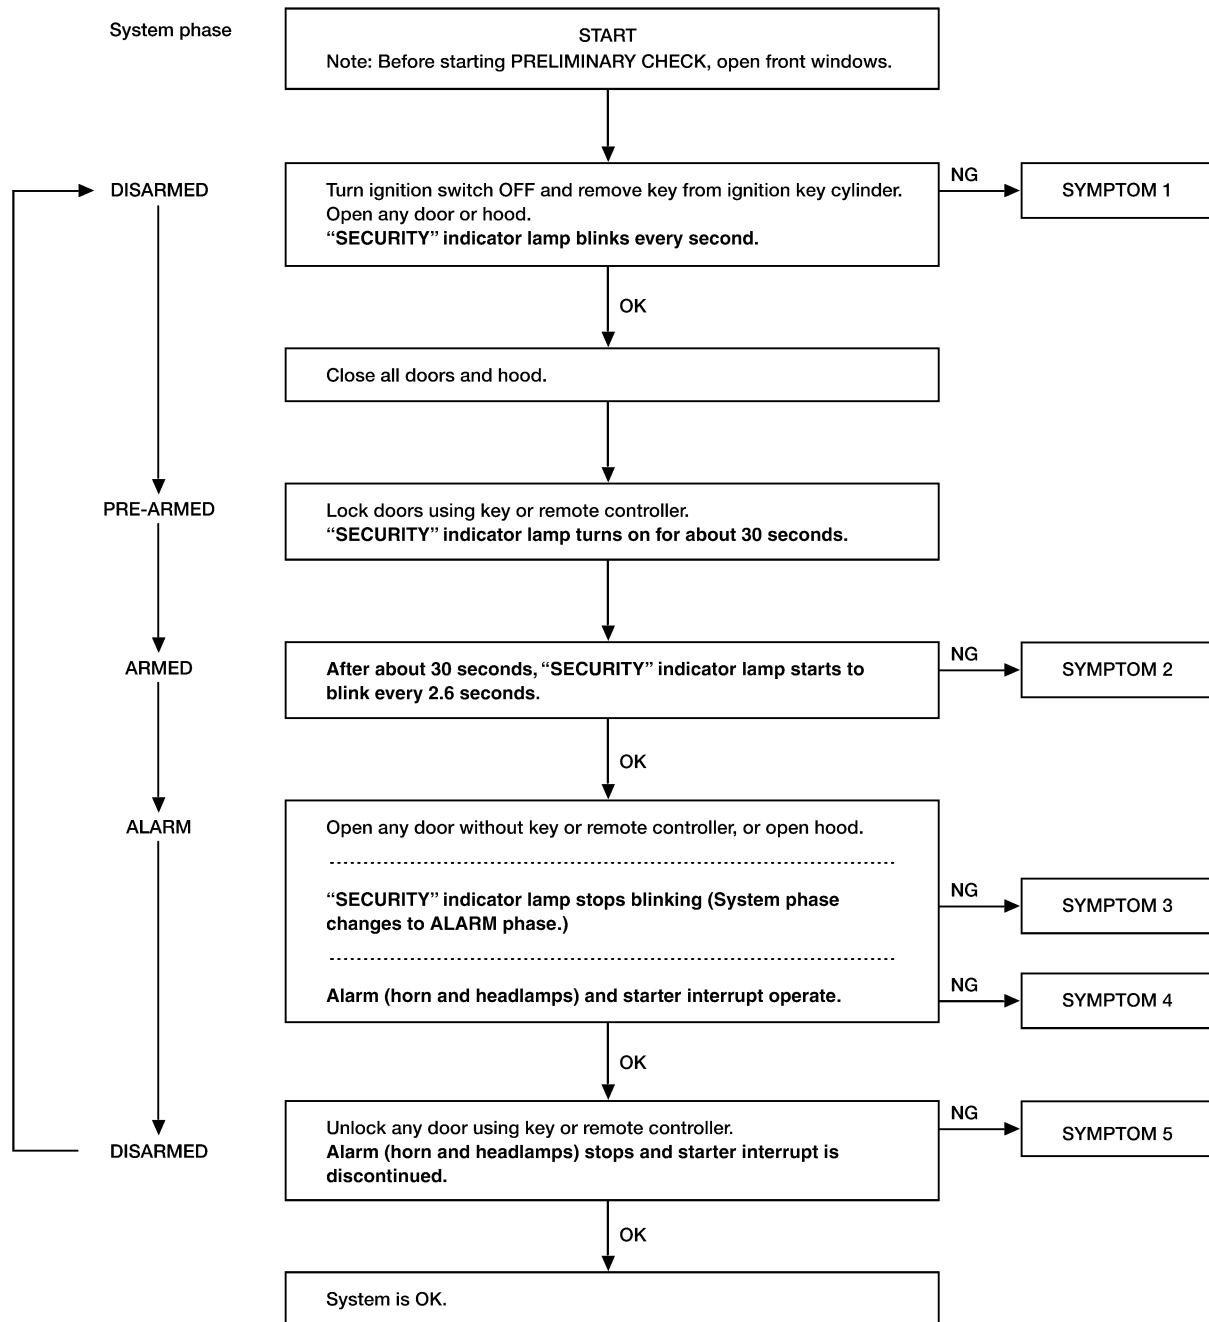 System phase
START
Note: Before starting PRELIMINARY CHECK, open front windows.
DISARMED
Turn ignition switch OFF and remove key from ignition key cylinder.
Open any door or hood.
“SECURITY” indicator lamp blinks every second.
NG
SYMPTOM 1
OK
Close all doors and hood.
PRE-ARMED
Lock doors using key or remote controller.
“SECURITY” indicator lamp turns on for about 30 seconds.
ARMED
After about 30 seconds, “SECURITY” indicator lamp starts to
blink every 2.6 seconds.
NG
SYMPTOM 2
OK
ALARM
Open any door without key or remote controller, or open hood.
“SECURITY” indicator lamp stops blinking (System phase
changes to ALARM phase.)
NG
SYMPTOM 3
Alarm (horn and headlamps) and starter interrupt operate.
NG
SYMPTOM 4
OK
DISARMED
Unlock any door using key or remote controller.
Alarm (horn and headlamps) stops and starter interrupt is
discontinued.
NG
SYMPTOM 5
OK
System is OK.